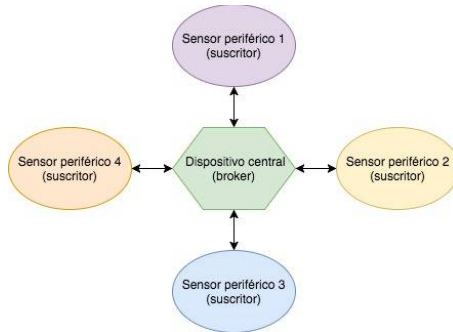 Sensor periférico 1
(suscritor)
Sensor periférico 4
(suscritor)
Dispositivo central
(broker)
Sensor periférico 2
(suscritor)
Sensor periférico 3
(suscritor)